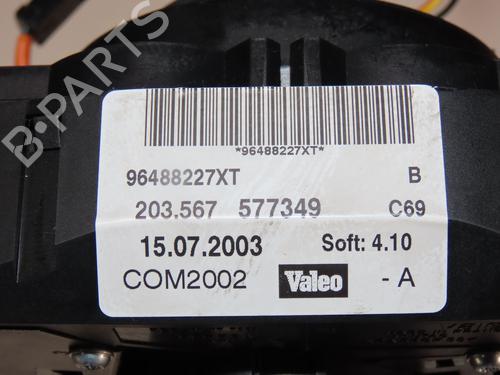 B-PARTS
*96488227XT*
96488227XT B
203.567 577349 C69
15.07.2003 Soft: 4.10
COM2002 Valeo - A